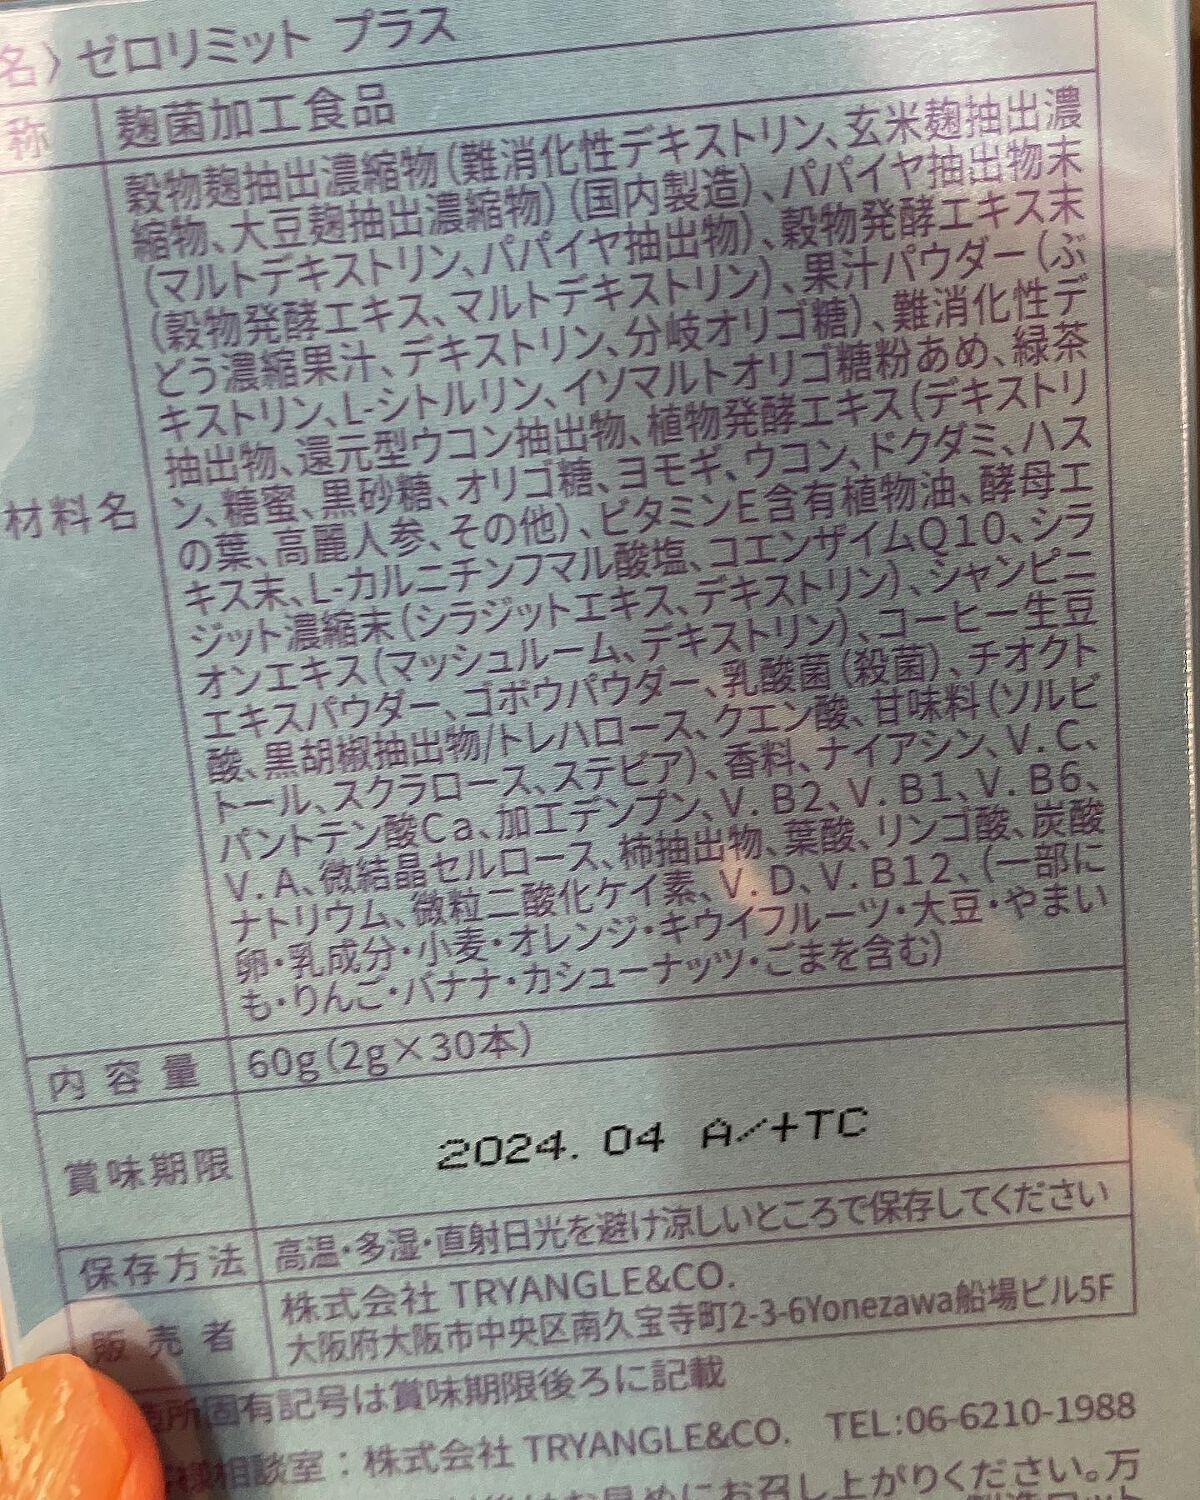 名〉ゼロリミット プラス
称 麹菌加工食品
穀物麹抽出濃縮物(難消化性デキストリン、玄米麹抽出濃
縮物、大豆麹抽出濃縮物)(国内製造)、パパイヤ抽出物末
(マルトデキストリン、パパイヤ抽出物)、穀物発酵エキス末
(穀物発酵エキス、マルトデキストリン)、果汁パウダー(ぶ
どう濃縮果汁、デキストリン、分岐オリゴ糖)、難消化性デ
キストリン、L-シトルリン、イソマルトオリゴ糖粉あめ、緑茶
抽出物、還元型ウコン抽出物、植物発酵エキス(デキストリ
材料名 ン、糖蜜、黒砂糖、オリゴ糖、ヨモギ、ウコン、ドクダミ、ハス
の葉、高麗人参、その他)、ビタミンE含有植物油、酵母エ
キス末、L-カルニチンフマル酸塩、コエンザイムQ10、シラ
ジット濃縮末(シラジットエキス、デキストリン)、シャンピニ
オンエキス(マッシュルーム、デキストリン)、コーヒー生豆
エキスパウダー、ゴボウパウダー、乳酸菌(殺菌)、チオクト
酸、黒胡椒抽出物/トレハロース、クエン酸、甘味料(ソルビ
トール、スクラロース、ステビア)、香料、ナイアシン、V.C、
パントテン酸Ca、加工デンプン、V.B2、V.B1、V.B6、
V.A、微結晶セルロース、柿抽出物、葉酸、リンゴ酸、炭酸
ナトリウム、微粒二酸化ケイ素、V.D、V.B12、(一部に
卵・乳成分・小麦・オレンジ・キウイフルーツ・大豆・やまい
も・りんご・バナナ・カシューナッツ・ごまを含む)
内容量 60g(2g×30本)
賞味期限 2024.04 A/+TC
保存方法 高温・多湿・直射日光を避け涼しいところで保存してください
販売者 株式会社 TRYANGLE&CO.
大阪府大阪市中央区南久宝寺町2-3-6Yonezawa船場ビル5F
造所固有記号は賞味期限後ろに記載
相談室：株式会社 TRYANGLE&CO. TEL:06-6210-1988
お早めにお召し上がりください。万